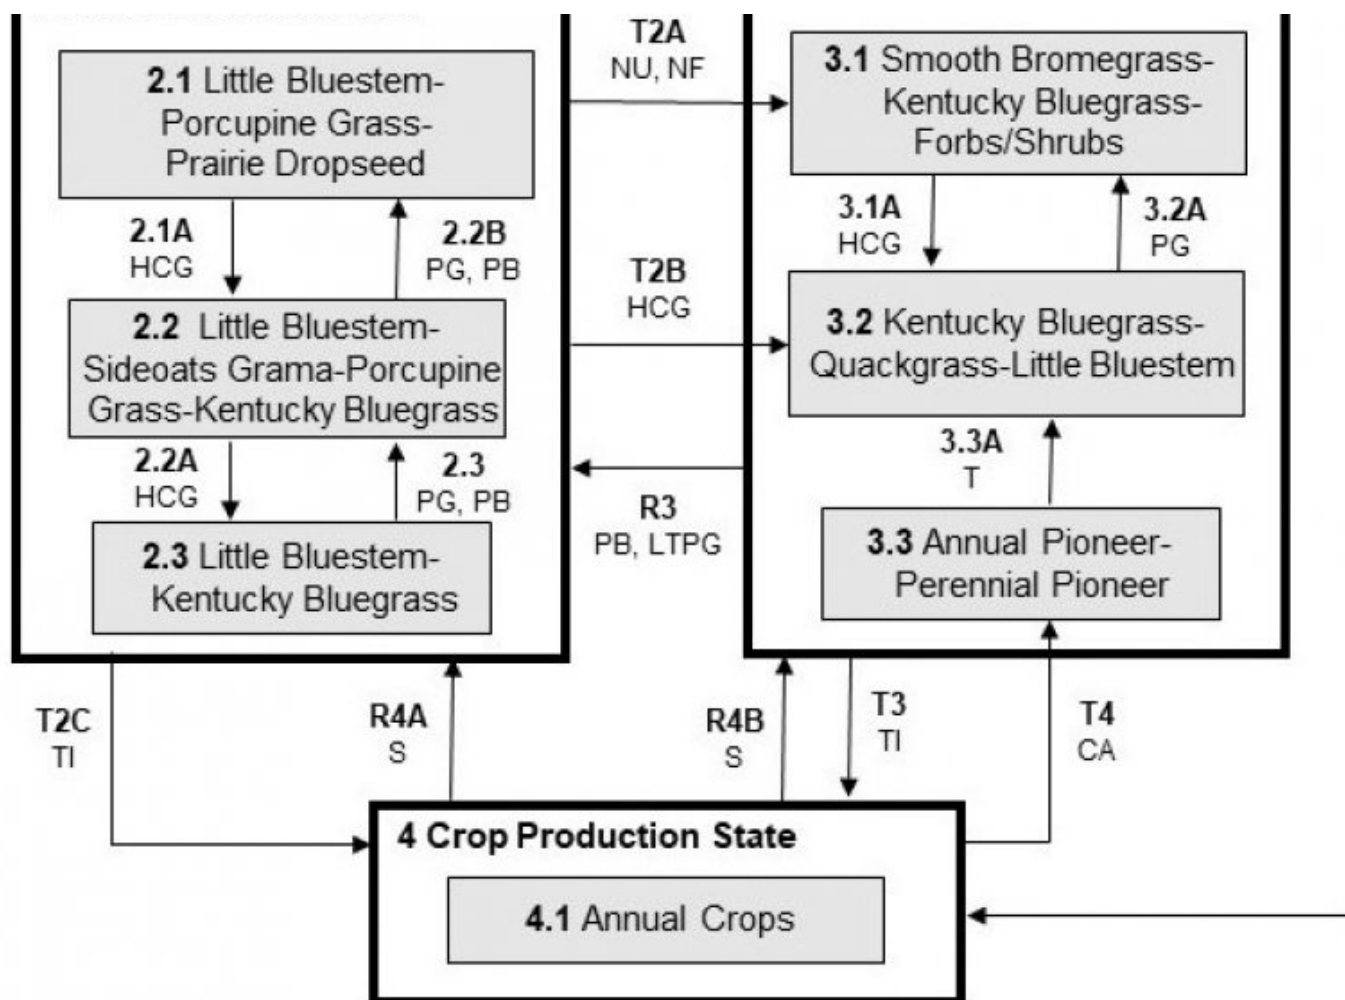 2.1 Little Bluestem-
Porcupine Grass-
Prairie Dropseed
2.1A
HCG
2.2B
PG, PB
2.2 Little Bluestem-
Sideoats Grama-Porcupine
Grass-Kentucky Bluegrass
2.2A
HCG
2.3
PG, PB
2.3 Little Bluestem-
Kentucky Bluegrass
T2A
NU, NF
T2B
HCG
R3
PB, LTPG
3.1 Smooth Bromegrass-
Kentucky Bluegrass-
Forbs/Shrubs
3.1A
HCG
3.2A
PG
3.2 Kentucky Bluegrass-
Quackgrass-Little Bluestem
3.3A
T
3.3 Annual Pioneer-
Perennial Pioneer
T2C
TI
R4A
S
R4B
S
T3
TI
T4
CA
4 Crop Production State
4.1 Annual Crops